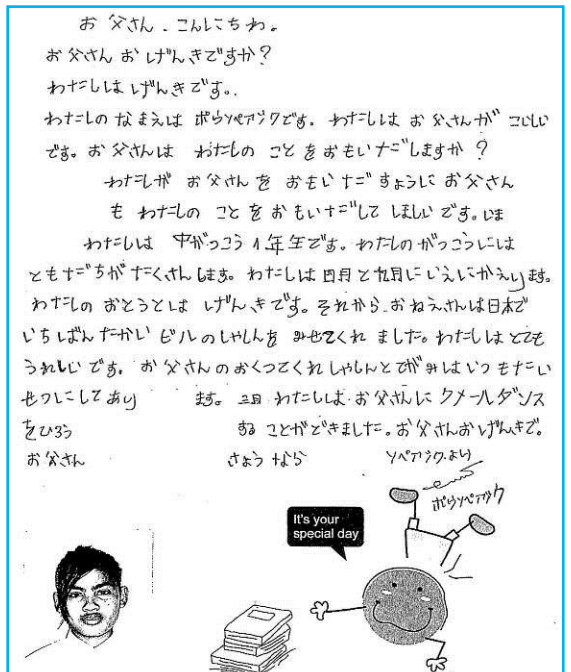 お父さん、こんにちわ。
お父さん おげんきですか?
わたしはげんきです。
わたしの なまえは ポウソペアックです。わたしは お父さんが こいしい
です。お父さんは わたしの ことをおもいだしますか ?
わたしが お父さんを おもいだすように お父さん
も わたしの ことを おもいだして ほしいです。いま
わたしは 中がっこう1年生です。わたしのがっこうには
ともだちが たくさんします。わたしは 四月と九月に いえにかえります。
わたしの おとうとは げんきです。それから、おねえさんは日本で
いちばんたかい ビルのしゃしんを みせてくれ ました。わたしはとても
うれしいです。お父さんのおくってくれしゃしんとてがみはいつもたい
せつにしてあり ます。三月 わたしは お父さんに クメールダンス
をひろう する ことができました。お父さんおげんきで。
お父さん さようなら ソペアックより
ポウソペアック
It's your
special day